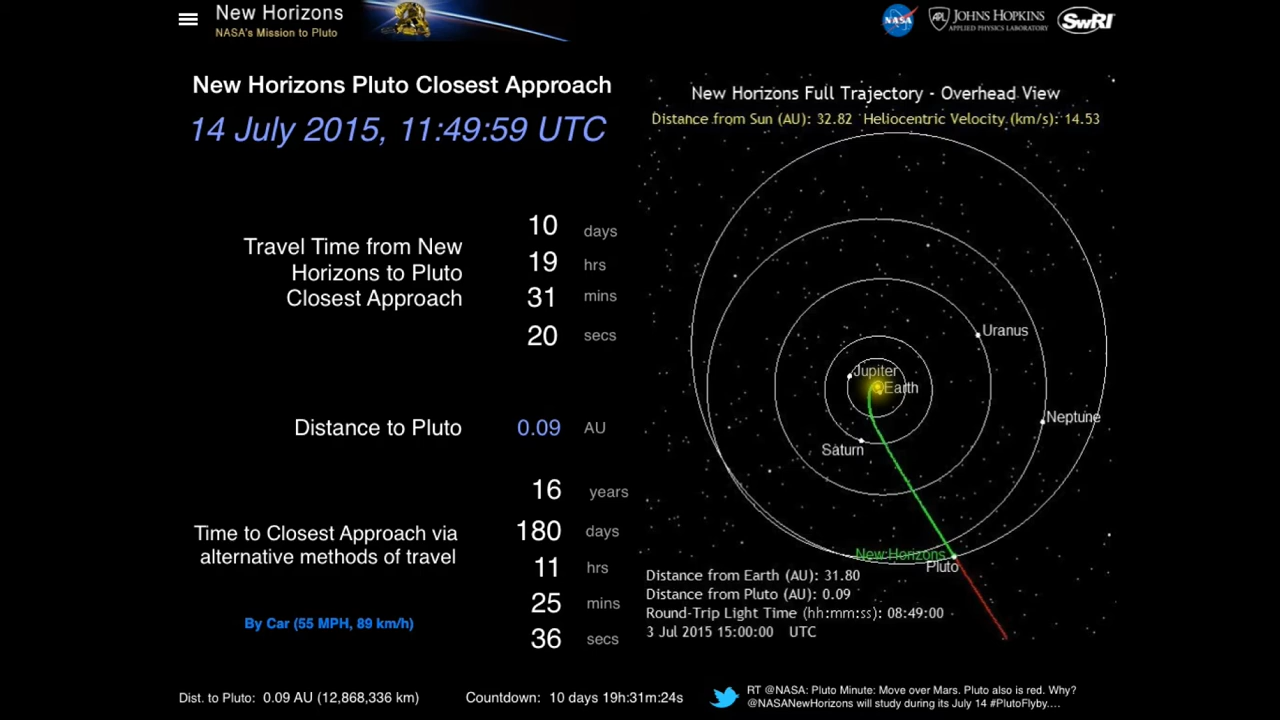 New Horizons
NASA's Mission to Pluto
NASA
APL JOHNS HOPKINS
APPLIED PHYSICS LABORATORY
SwRI
New Horizons Pluto Closest Approach
14 July 2015, 11:49:59 UTC
Travel Time from New
Horizons to Pluto
Closest Approach
10 days
19 hrs
31 mins
20 secs
Distance to Pluto 0.09 AU
Time to Closest Approach via
alternative methods of travel
16 years
180 days
11 hrs
25 mins
36 secs
By Car (55 MPH, 89 km/h)
New Horizons Full Trajectory - Overhead View
Distance from Sun (AU): 32.82 Heliocentric Velocity (km/s): 14.53
Uranus
Jupiter
Earth
Neptune
Saturn
New Horizons
Pluto
Distance from Earth (AU): 31.80
Distance from Pluto (AU): 0.09
Round-Trip Light Time (hh:mm:ss): 08:49:00
3 Jul 2015 15:00:00 UTC
Dist. to Pluto: 0.09 AU (12,868,336 km)
Countdown: 10 days 19h:31m:24s
RT @NASA: Pluto Minute: Move over Mars. Pluto also is red. Why?
@NASANewHorizons will study during its July 14 #PlutoFlyby....